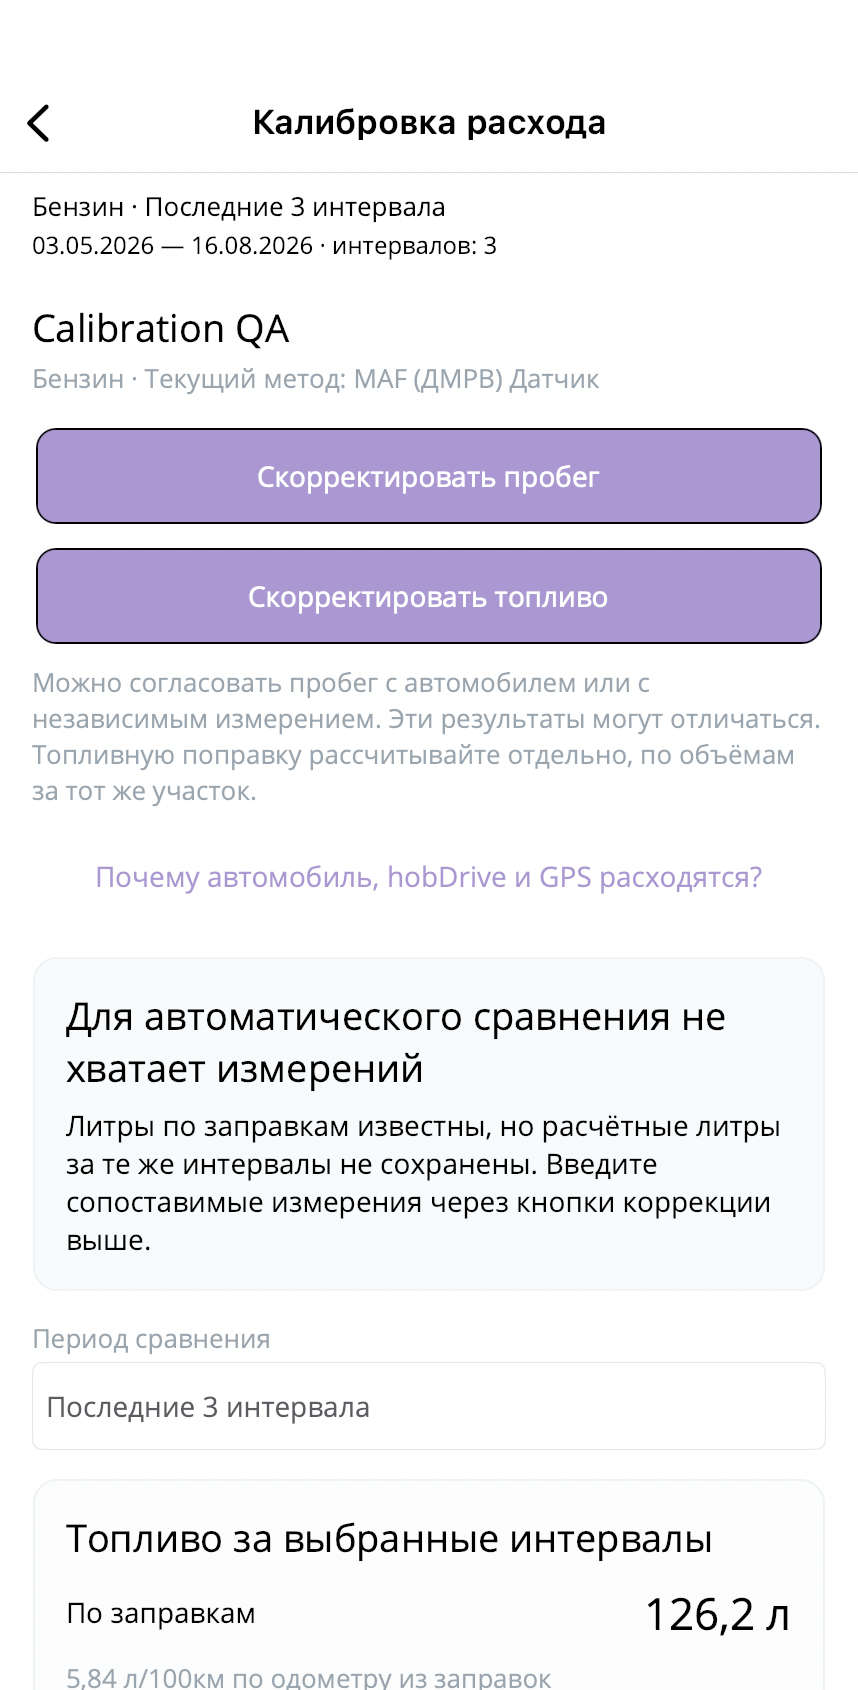 Калибровка расхода
Бензин · Последние 3 интервала
03.05.2026 — 16.08.2026 · интервалов: 3
Calibration QA
Бензин · Текущий метод: MAF (ДМРВ) Датчик
Скорректировать пробег
Скорректировать топливо
Можно согласовать пробег с автомобилем или с
независимым измерением. Эти результаты могут отличаться.
Топливную поправку рассчитывайте отдельно, по объёмам
за тот же участок.
Почему автомобиль, hobDrive и GPS расходятся?
Для автоматического сравнения не
хватает измерений
Литры по заправкам известны, но расчётные литры
за те же интервалы не сохранены. Введите
сопоставимые измерения через кнопки коррекции
выше.
Период сравнения
Последние 3 интервала
Топливо за выбранные интервалы
По заправкам 126,2 л
5,84 л/100км по одометру из заправок